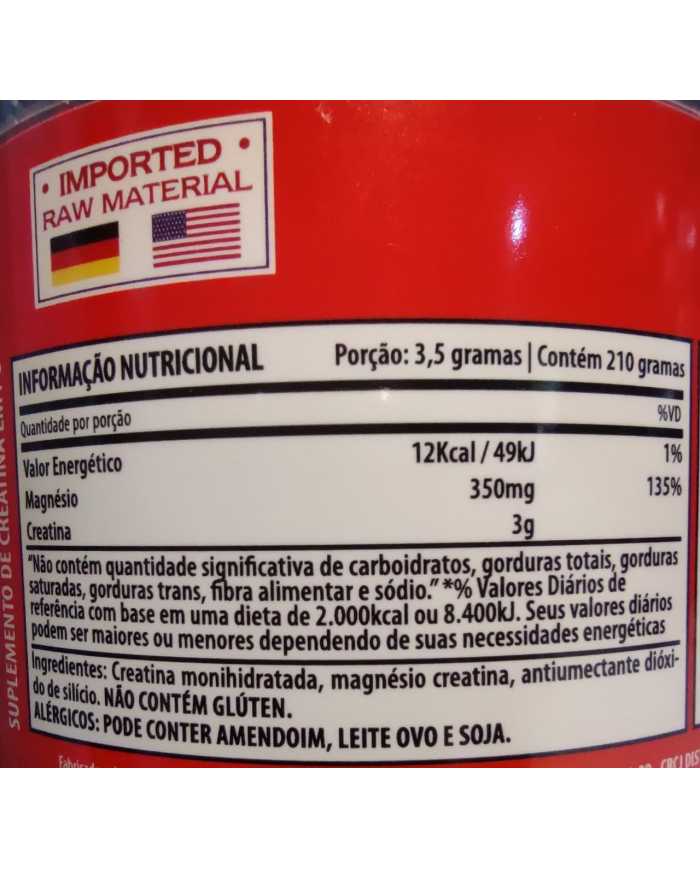 • IMPORTED •
RAW MATERIAL
INFORMAÇÃO NUTRICIONAL Porção: 3,5 gramas | Contém 210 gramas
Quantidade por porção %VD
Valor Energético 12Kcal / 49kJ 1%
Magnésio 350mg 135%
Creatina 3g
"Não contém quantidade significativa de carboidratos, gorduras totais, gorduras
saturadas, gorduras trans, fibra alimentar e sódio." *% Valores Diários de
referência com base em uma dieta de 2.000kcal ou 8.400kJ. Seus valores diários
podem ser maiores ou menores dependendo de suas necessidades energéticas
Ingredientes: Creatina monihidratada, magnésio creatina, antiumectante dióxi-
do de silício. NÃO CONTÉM GLÚTEN.
ALÉRGICOS: PODE CONTER AMENDOIM, LEITE OVO E SOJA.
SUPLEMENTO DE CREATINA EM
CRCJ DIS